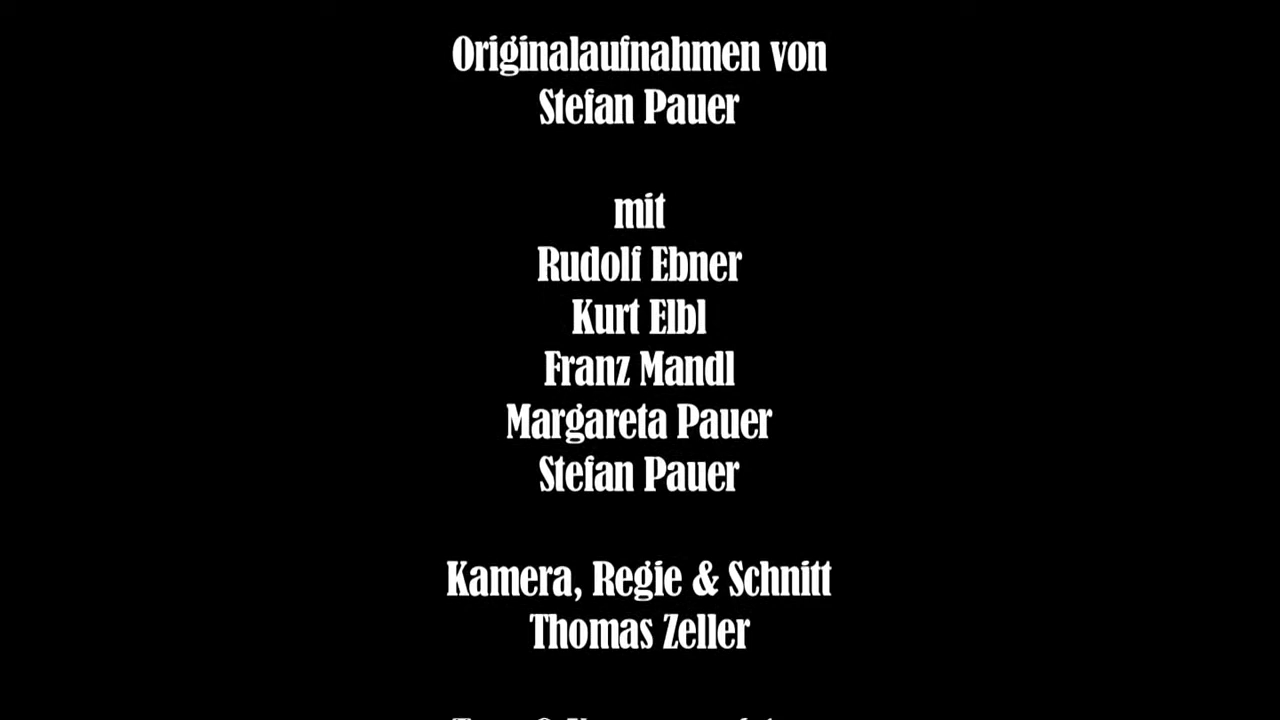 Originalaufnahmen von
Stefan Pauer
mit
Rudolf Ebner
Kurt Elbl
Franz Mandl
Margareta Pauer
Stefan Pauer
Kamera, Regie & Schnitt
Thomas Zeller